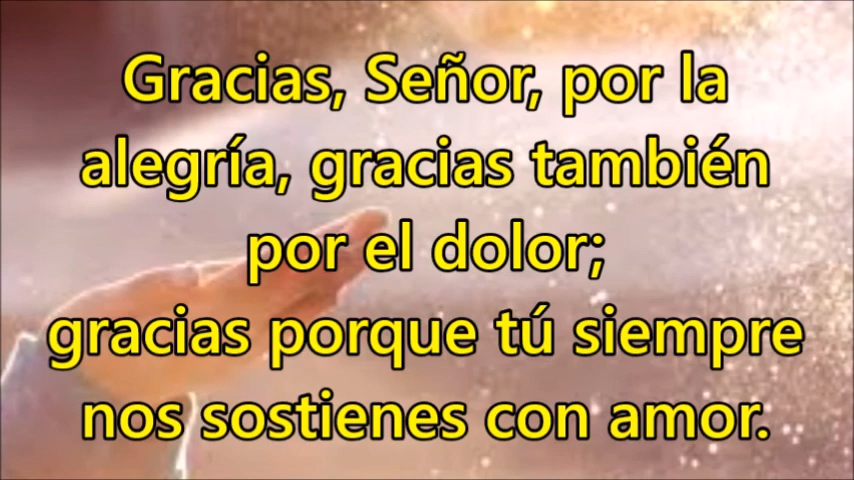 Gracias, Señor, por la
alegría, gracias también
por el dolor;
gracias porque tú siempre
nos sostienes con amor.